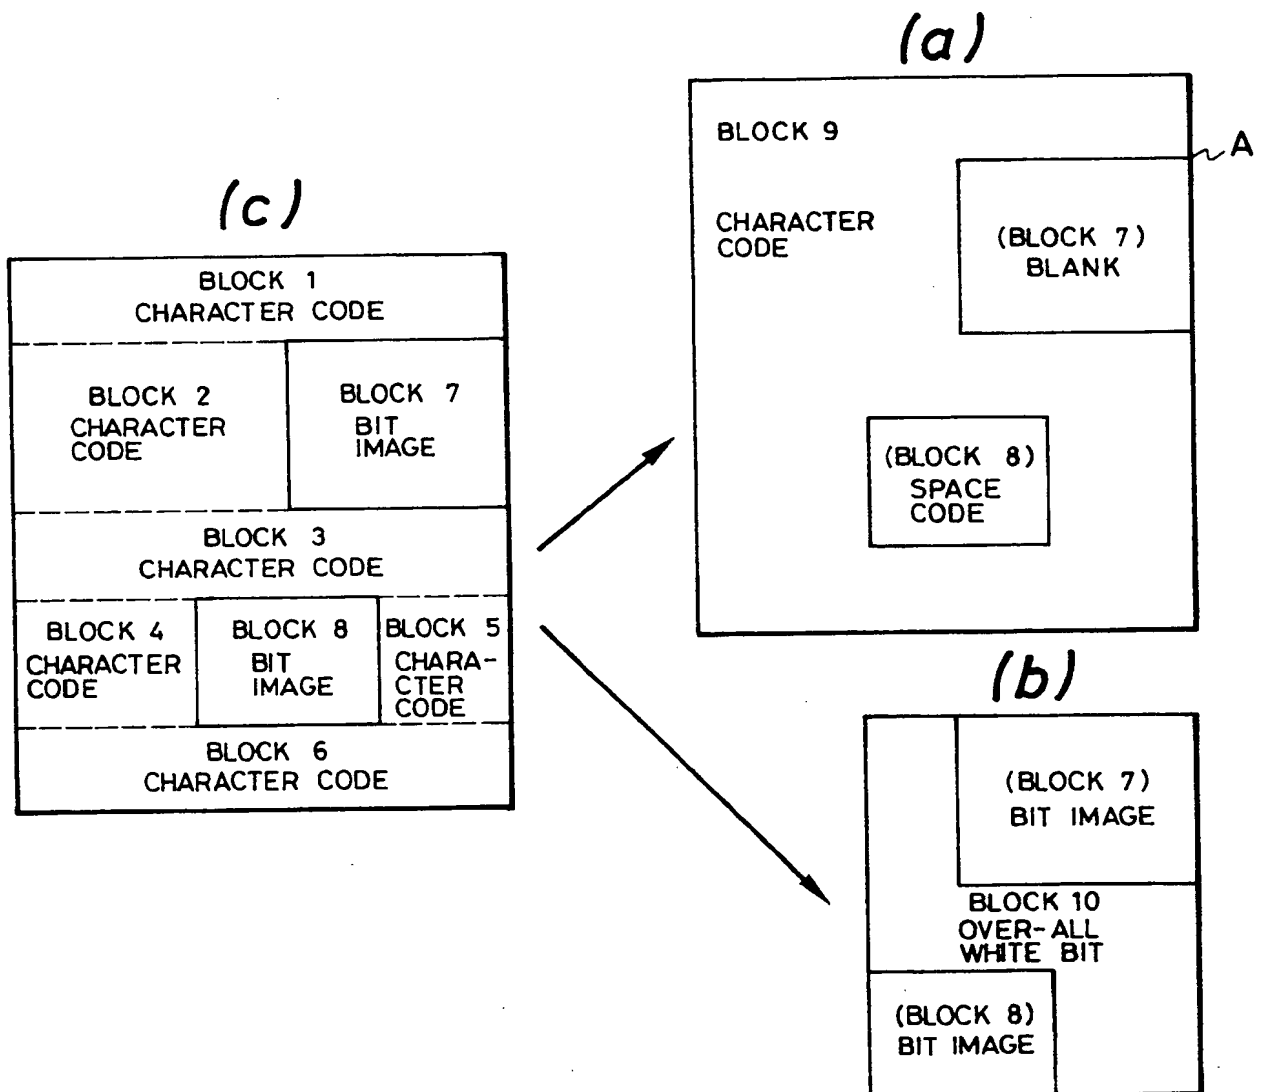 (a)
BLOCK 9
A
CHARACTER
CODE
(BLOCK 7)
BLANK
(BLOCK 8)
SPACE
CODE
(c)
BLOCK 1
CHARACTER CODE
BLOCK 2
CHARACTER
CODE
BLOCK 7
BIT
IMAGE
BLOCK 3
CHARACTER CODE
BLOCK 4
CHARACTER
CODE
BLOCK 8
BIT
IMAGE
BLOCK 5
CHARA-
CTER
CODE
BLOCK 6
CHARACTER CODE
(b)
(BLOCK 7)
BIT IMAGE
BLOCK 10
OVER-ALL
WHITE BIT
(BLOCK 8)
BIT IMAGE